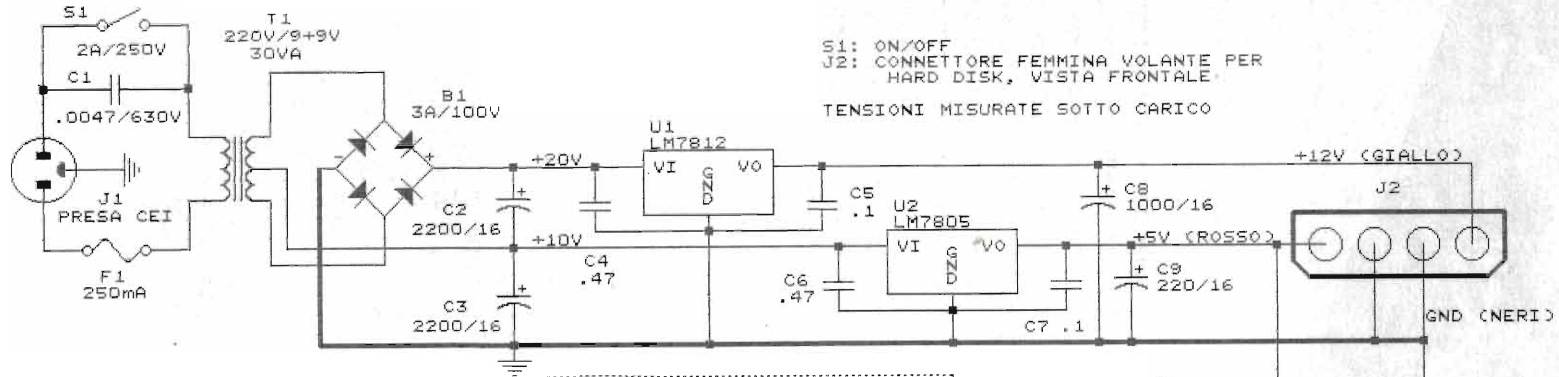 S1
2A/250V
C1
.0047/630V
J1
PRESA CEI
F1
250mA
T1
220V/9+9V
30VA
B1
3A/100V
-
+
+20V
+
C2
2200/16
+10V
+
C3
2200/16
C4
.47
U1
LM7812
VI
VO
GND
C5
.1
U2
LM7805
VI
VO
GND
C6
.47
C7 .1
S1: ON/OFF
J2: CONNETTORE FEMMINA VOLANTE PER
HARD DISK, VISTA FRONTALE
TENSIONI MISURATE SOTTO CARICO
+
C8
1000/16
+12V (GIALLO)
J2
+5V (ROSSO)
+
C9
220/16
GND (NERI)